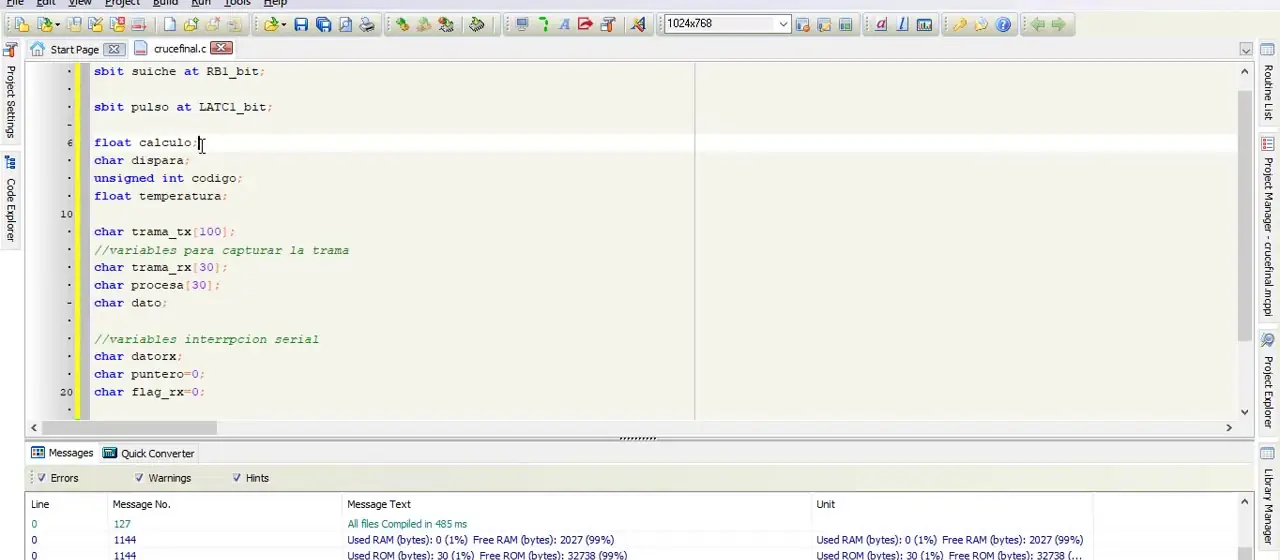 File Edit View Project Build Run Tools Help
1024x768
Start Page crucefinal.c
Project Settings
Code Explorer
sbit suiche at RB1_bit;
sbit pulso at LATC1_bit;
6 float calculo;
char dispara;
unsigned int codigo;
float temperatura;
10
char trama_tx[100];
//variables para capturar la trama
char trama_rx[30];
char procesa[30];
char dato;
//variables interrpcion serial
char datorx;
char puntero=0;
20 char flag_rx=0;
Routine List
Project Manager - crucefinal.mcppi
Project Explorer
Library Manager
Messages Quick Converter
Errors Warnings Hints
Line Message No. Message Text Unit
0 127 All files Compiled in 485 ms
0 1144 Used RAM (bytes): 0 (1%) Free RAM (bytes): 2027 (99%) Used RAM (bytes): 0 (1%) Free RAM (bytes): 2027 (99%)
0 1144 Used ROM (bytes): 30 (1%) Free ROM (bytes): 32738 (99%) Used ROM (bytes): 30 (1%) Free ROM (bytes): 32738 (...